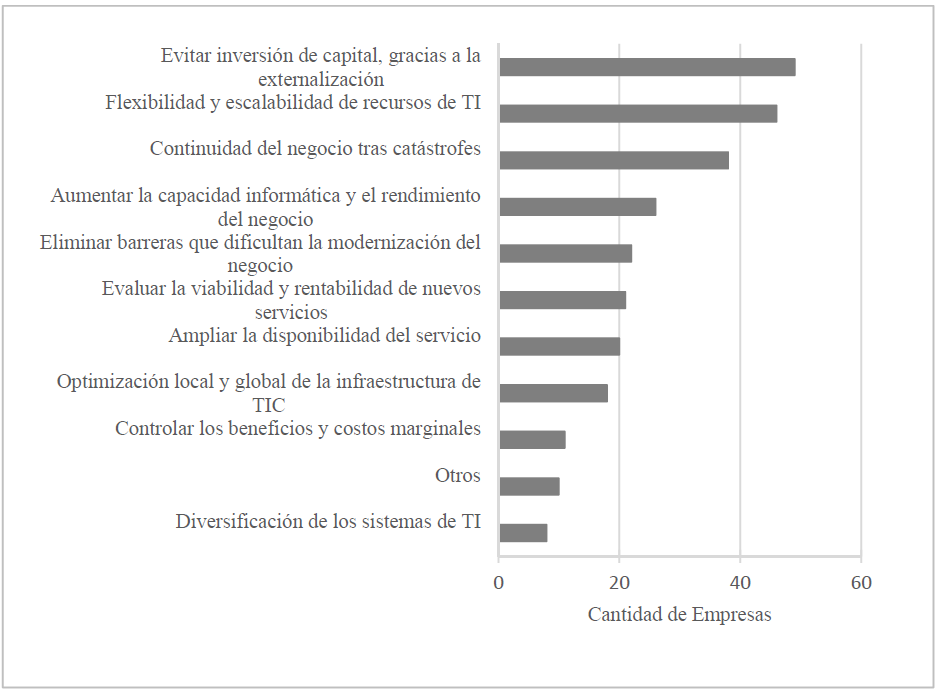 Evitar inversión de capital, gracias a la
externalización
Flexibilidad y escalabilidad de recursos de TI
Continuidad del negocio tras catástrofes
Aumentar la capacidad informática y el rendimiento
del negocio
Eliminar barreras que dificultan la modernización del
negocio
Evaluar la viabilidad y rentabilidad de nuevos
servicios
Ampliar la disponibilidad del servicio
Optimización local y global de la infraestructura de
TIC
Controlar los beneficios y costos marginales
Otros
Diversificación de los sistemas de TI
0 20 40 60
Cantidad de Empresas